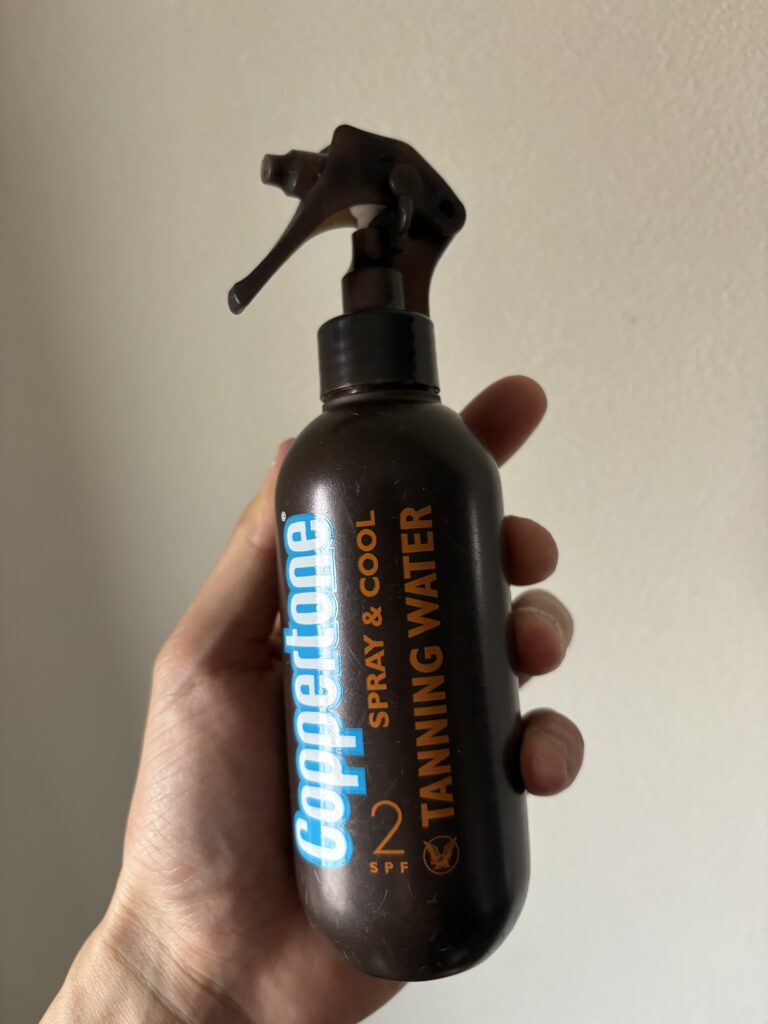 Coppertone®
SPRAY & COOL
TANNING WATER
2
SPF